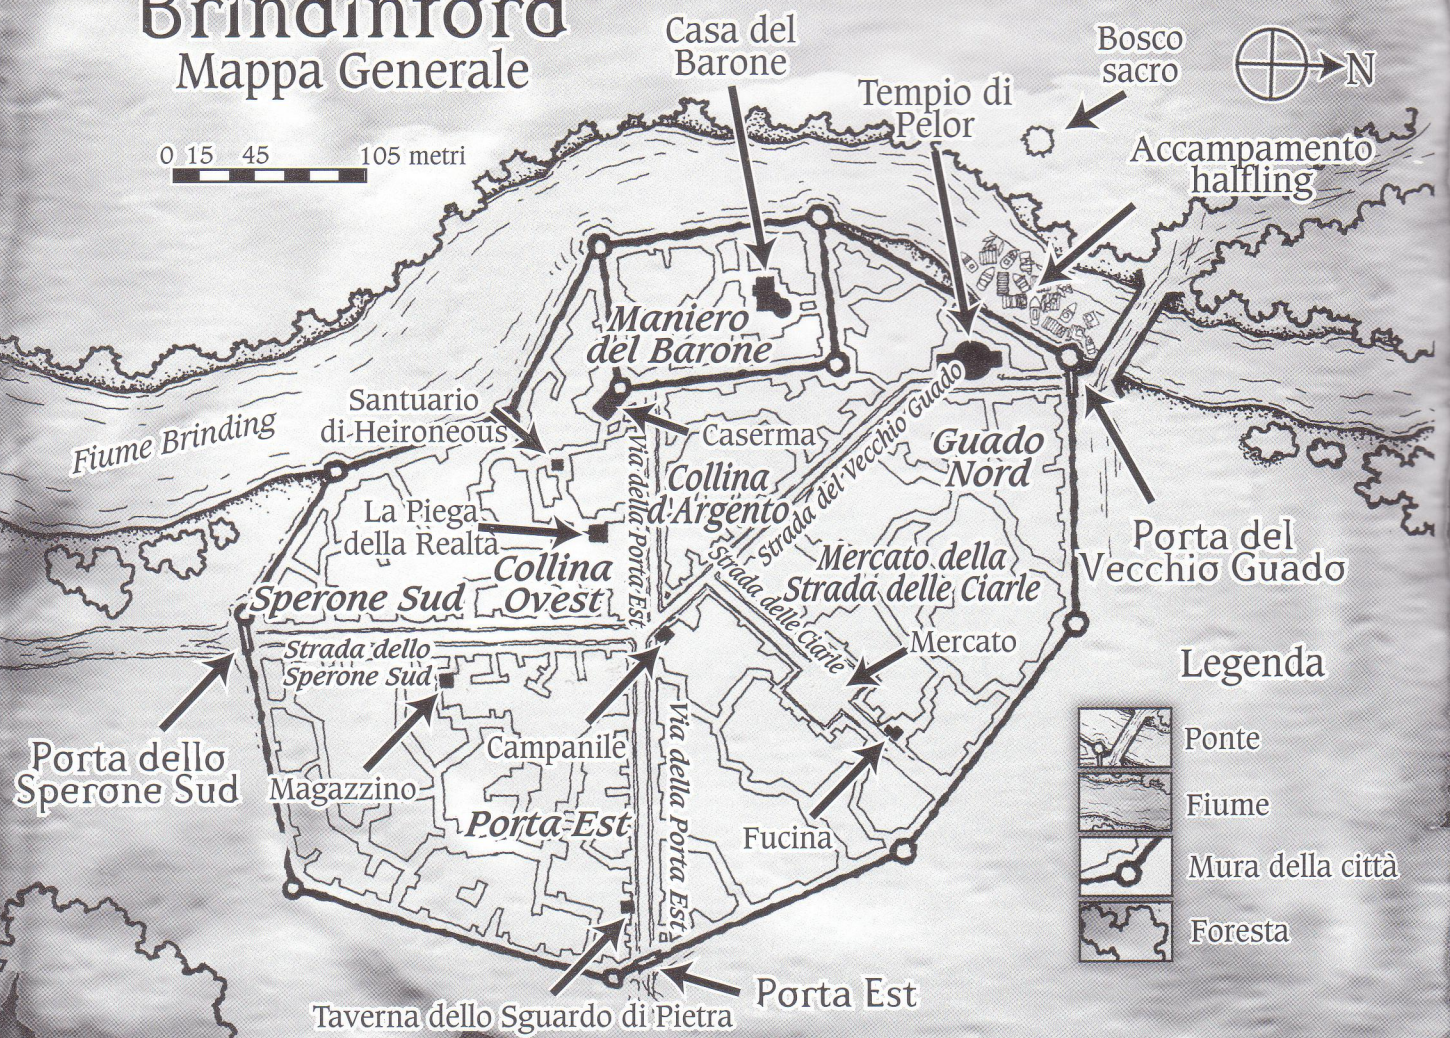 Brindinford
Mappa Generale
0 15 45 105 metri
Casa del
Barone
Tempio di
Pelor
Bosco
sacro
N
Accampamento
halfling
Maniero
del Barone
Santuario
di Heironeous
Fiume Brinding
Caserma
Via della Porta Est
Collina
d'Argento
Strada del Vecchio Guado
Guado
Nord
La Piega
della Realtà
Collina
Ovest
Sperone Sud
Strada delle Ciarle
Mercato della
Strada delle Ciarle
Porta del
Vecchio Guado
Strada dello
Sperone Sud
Mercato
Legenda
Ponte
Fiume
Mura della città
Foresta
Porta dello
Sperone Sud
Magazzino
Campanile
Porta Est
Via della Porta Est
Fucina
Taverna dello Sguardo di Pietra
Porta Est